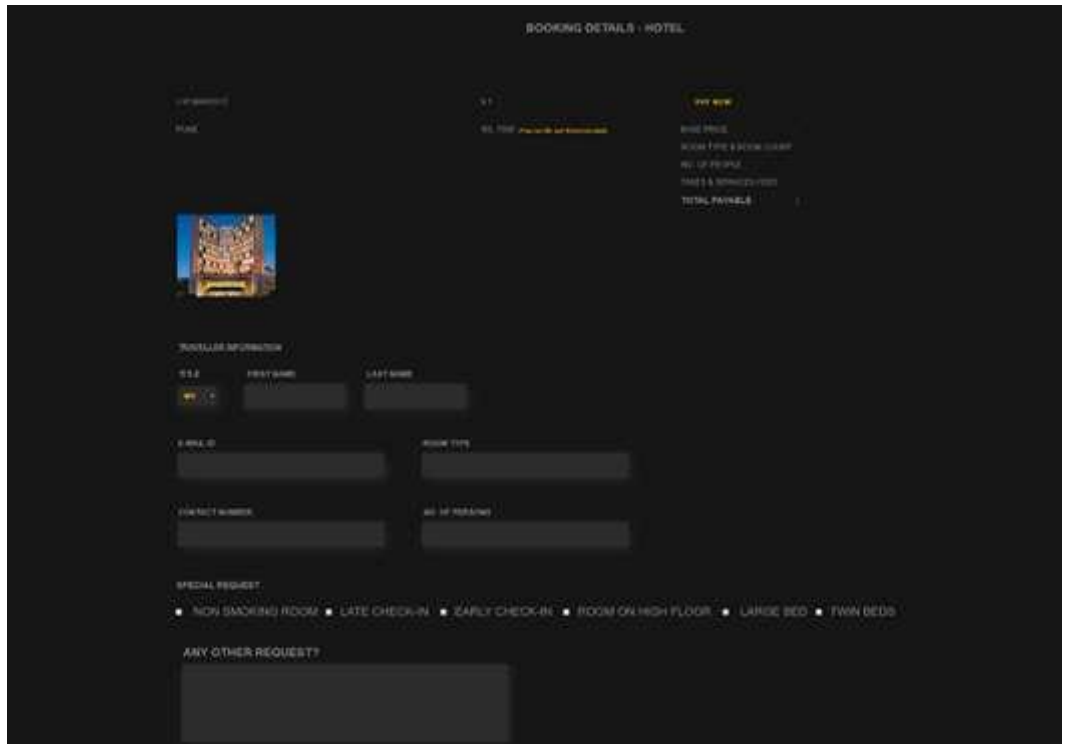 BOOKING DETAILS - HOTEL
PUNE
PAY NOW
BASE PRICE
ROOM TYPE & ROOM COUNT
NO. OF PEOPLE
TAXES & SERVICES FEES
TOTAL PAYABLE
TRAVELLER INFORMATION
TITLE FIRST NAME LAST NAME
E-MAIL ID ROOM TYPE
CONTACT NUMBER NO. OF PERSONS
SPECIAL REQUEST
NON SMOKING ROOM LATE CHECK-IN EARLY CHECK-IN ROOM ON HIGH FLOOR LARGE BED TWIN BEDS
ANY OTHER REQUEST?